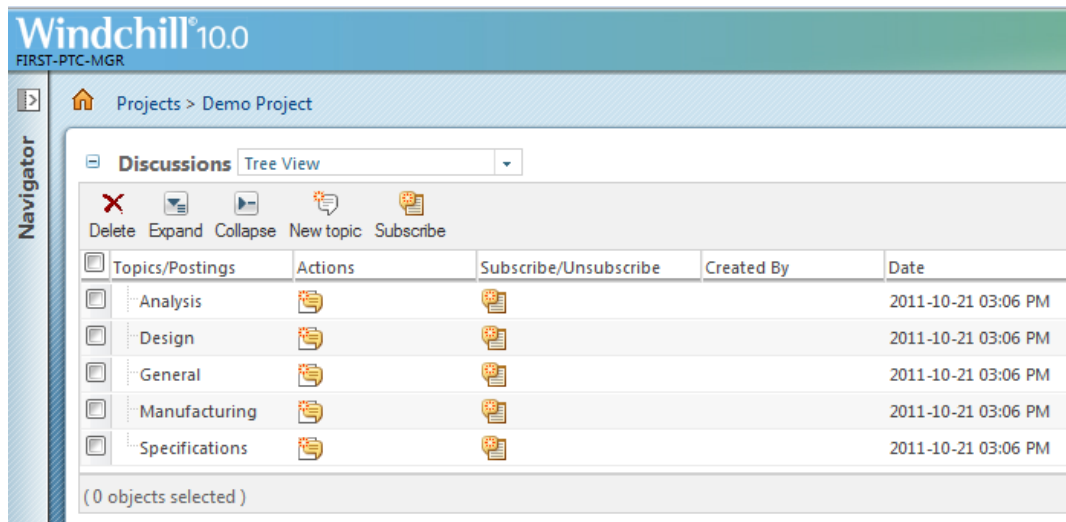 Windchill® 10.0
FIRST-PTC-MGR
Navigator
Projects > Demo Project
Discussions Tree View
Delete Expand Collapse New topic Subscribe
Topics/Postings Actions Subscribe/Unsubscribe Created By Date
Analysis 2011-10-21 03:06 PM
Design 2011-10-21 03:06 PM
General 2011-10-21 03:06 PM
Manufacturing 2011-10-21 03:06 PM
Specifications 2011-10-21 03:06 PM
( 0 objects selected )